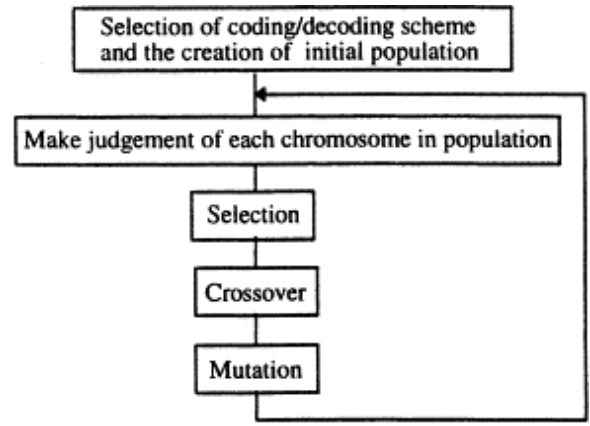 Selection of coding/decoding scheme
and the creation of initial population
Make judgement of each chromosome in population
Selection
Crossover
Mutation